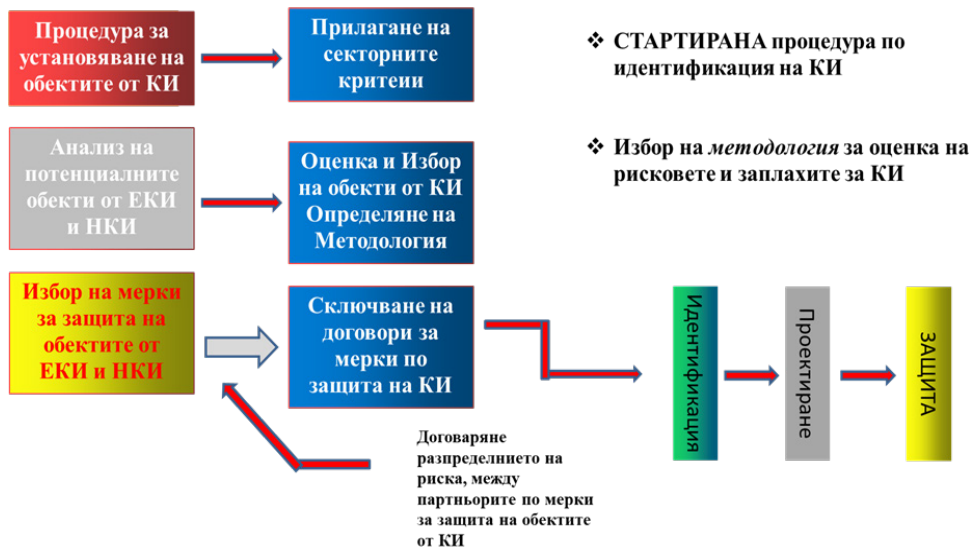 Процедура за
установяване на
обектите от КИ
Прилагане на
секторните
критеии
❖ СТАРТИРАНА процедура по
идентификация на КИ
Анализ на
потенциалните
обекти от ЕКИ
и НКИ
Оценка и Избор
на обекти от КИ
Определяне на
Методология
❖ Избор на методология за оценка на
рисковете и заплахите за КИ
Избор на мерки
за защита на
обектите от
ЕКИ и НКИ
Сключване на
договори за
мерки по
защита на КИ
Идентификация
Проектиране
ЗАЩИТА
Договаряне
разпределнието на
риска, между
партньорите по мерки
за защита на обектите
от КИ